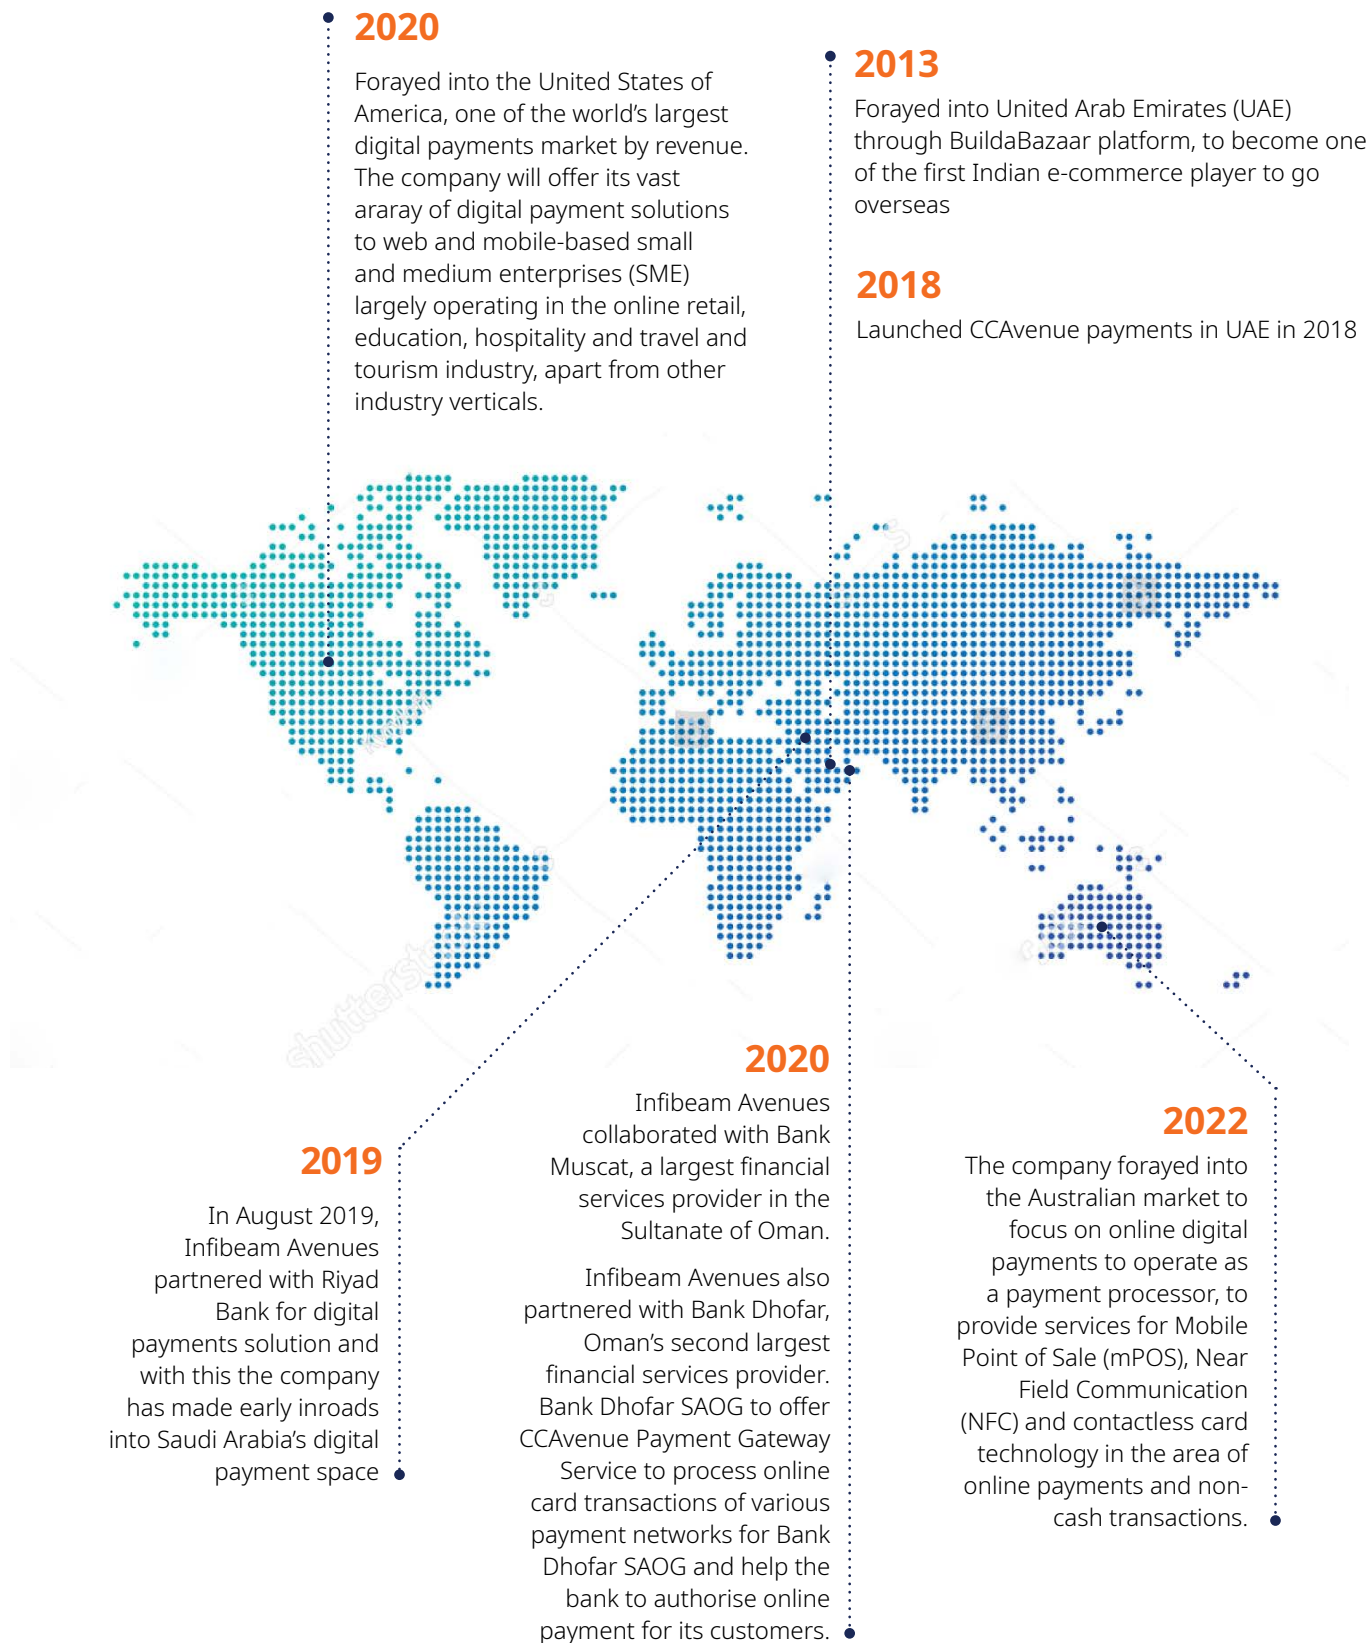 2020
Forayed into the United States of
America, one of the world’s largest
digital payments market by revenue.
The company will offer its vast
araray of digital payment solutions
to web and mobile-based small
and medium enterprises (SME)
largely operating in the online retail,
education, hospitality and travel and
tourism industry, apart from other
industry verticals.
2013
Forayed into United Arab Emirates (UAE)
through BuildaBazaar platform, to become one
of the first Indian e-commerce player to go
overseas
2018
Launched CCAvenue payments in UAE in 2018
shutterstock
2019
In August 2019,
Infibeam Avenues
partnered with Riyad
Bank for digital
payments solution and
with this the company
has made early inroads
into Saudi Arabia’s digital
payment space
2020
Infibeam Avenues
collaborated with Bank
Muscat, a largest financial
services provider in the
Sultanate of Oman.
Infibeam Avenues also
partnered with Bank Dhofar,
Oman’s second largest
financial services provider.
Bank Dhofar SAOG to offer
CCAvenue Payment Gateway
Service to process online
card transactions of various
payment networks for Bank
Dhofar SAOG and help the
bank to authorise online
payment for its customers.
2022
The company forayed into
the Australian market to
focus on online digital
payments to operate as
a payment processor, to
provide services for Mobile
Point of Sale (mPOS), Near
Field Communication
(NFC) and contactless card
technology in the area of
online payments and non-
cash transactions.